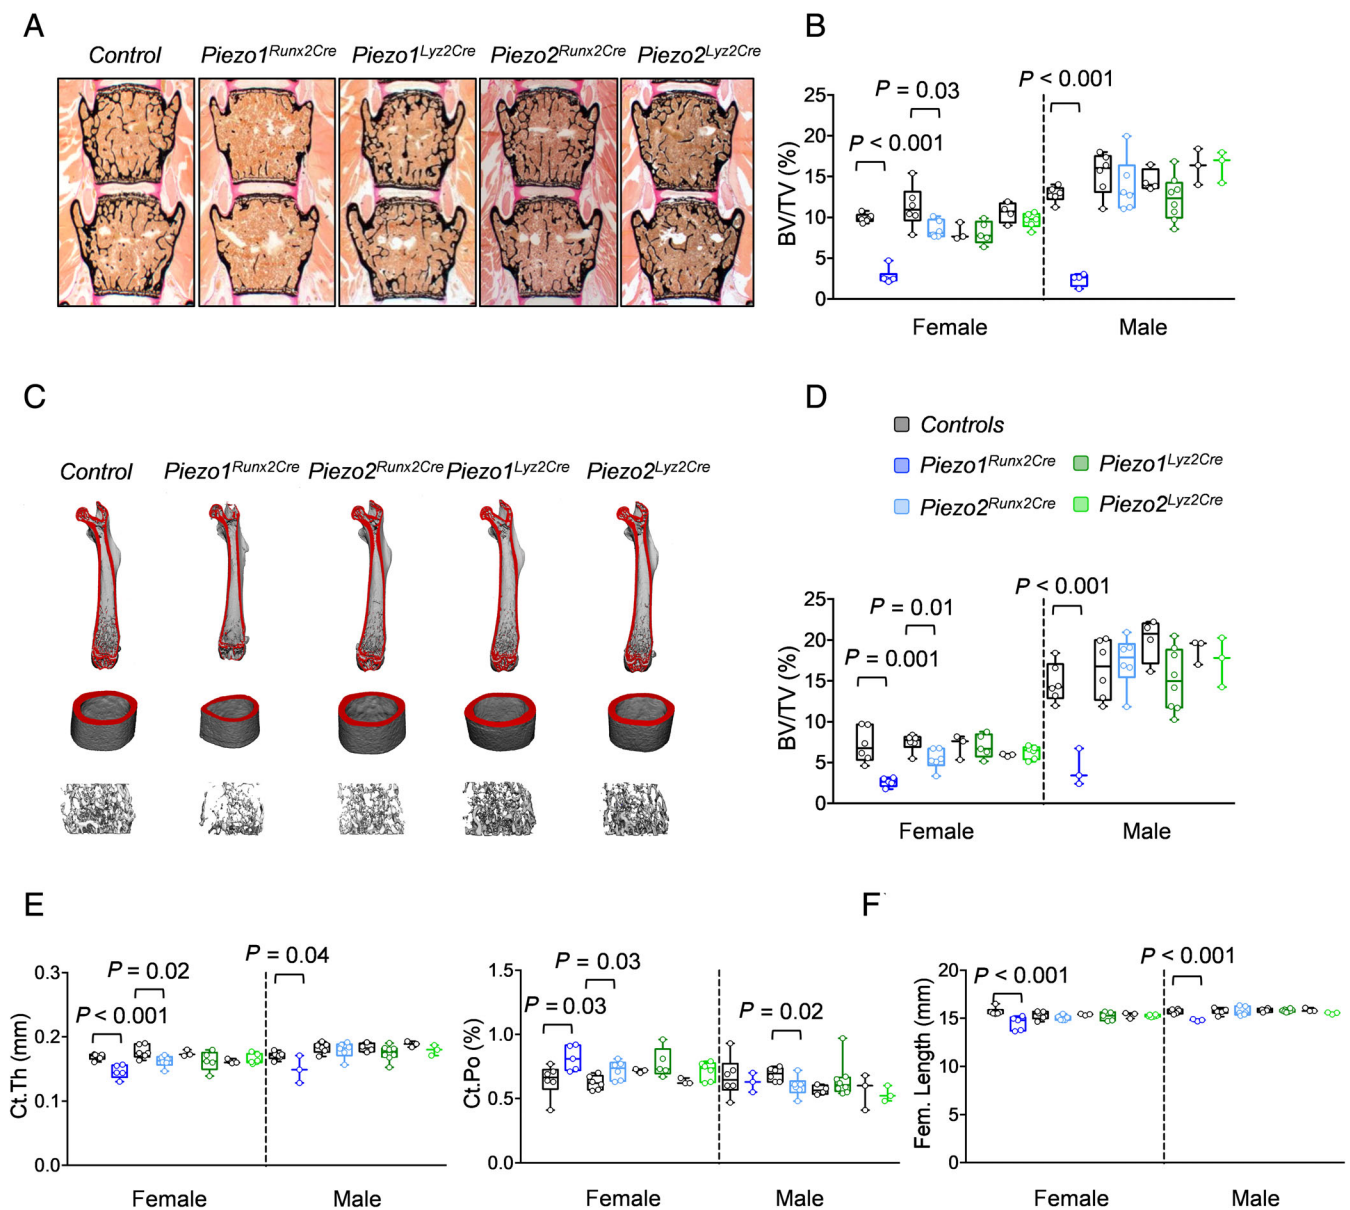 A
Control Piezo1Runx2Cre Piezo1Lyz2Cre Piezo2Runx2Cre Piezo2Lyz2Cre
B
P < 0.001
P = 0.03
P < 0.001
BV/TV (%)
25
20
15
10
5
0
Female Male
C
Control Piezo1Runx2Cre Piezo2Runx2Cre Piezo1Lyz2Cre Piezo2Lyz2Cre
D
Controls
Piezo1Runx2Cre Piezo1Lyz2Cre
Piezo2Runx2Cre Piezo2Lyz2Cre
P < 0.001
P = 0.01
P = 0.001
BV/TV (%)
25
20
15
10
5
0
Female Male
E
P = 0.04
P = 0.02
P < 0.001
Ct.Th (mm)
0.3
0.2
0.1
0.0
Female Male
P = 0.03
P = 0.03
P = 0.02
Ct.Po (%)
1.5
1.0
0.5
0.0
Female Male
F
P < 0.001
P < 0.001
Fem. Length (mm)
20
15
10
5
0
Female Male